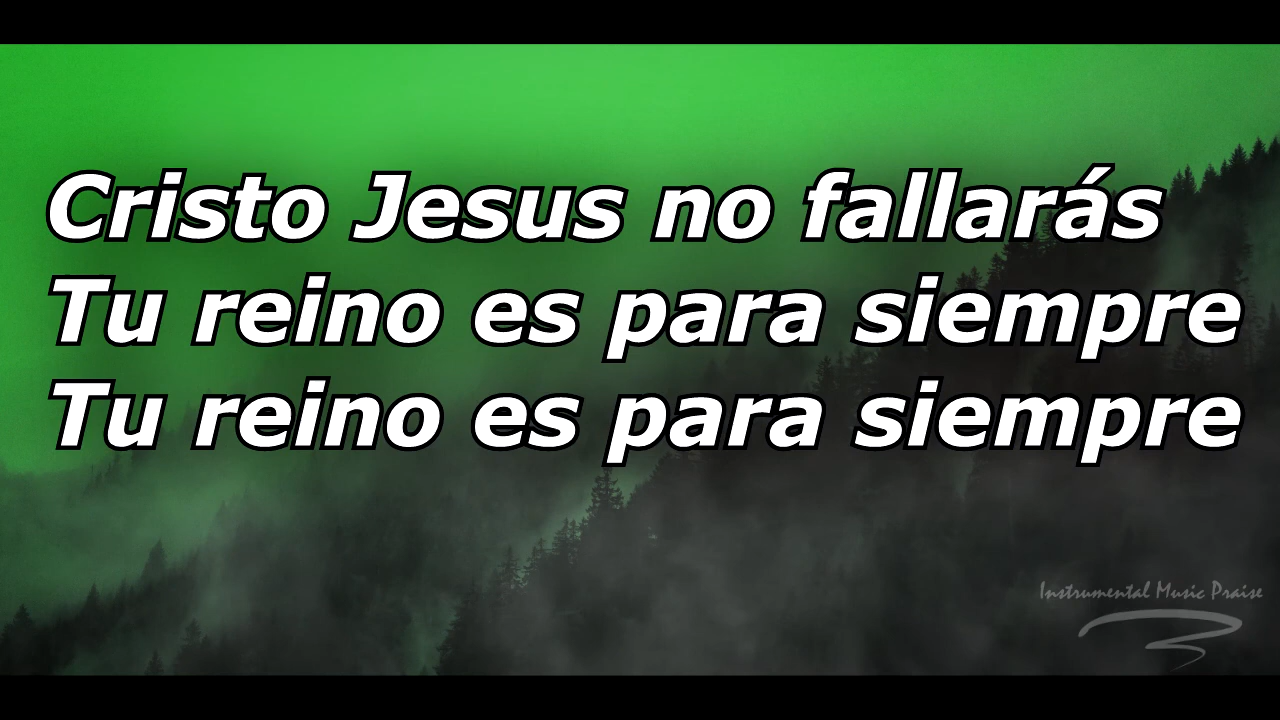 Cristo Jesus no fallarás
Tu reino es para siempre
Tu reino es para siempre
Instrumental Music Praise